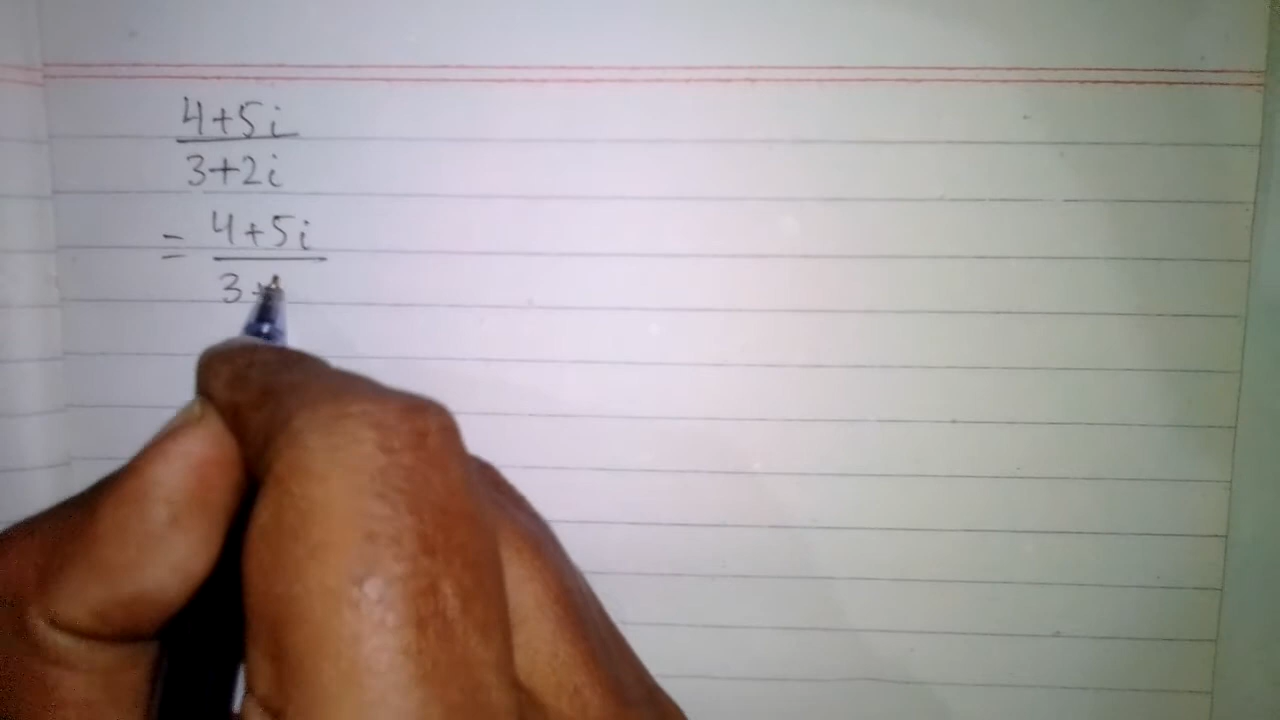 4+5i
3+2i
= 4+5i
3+